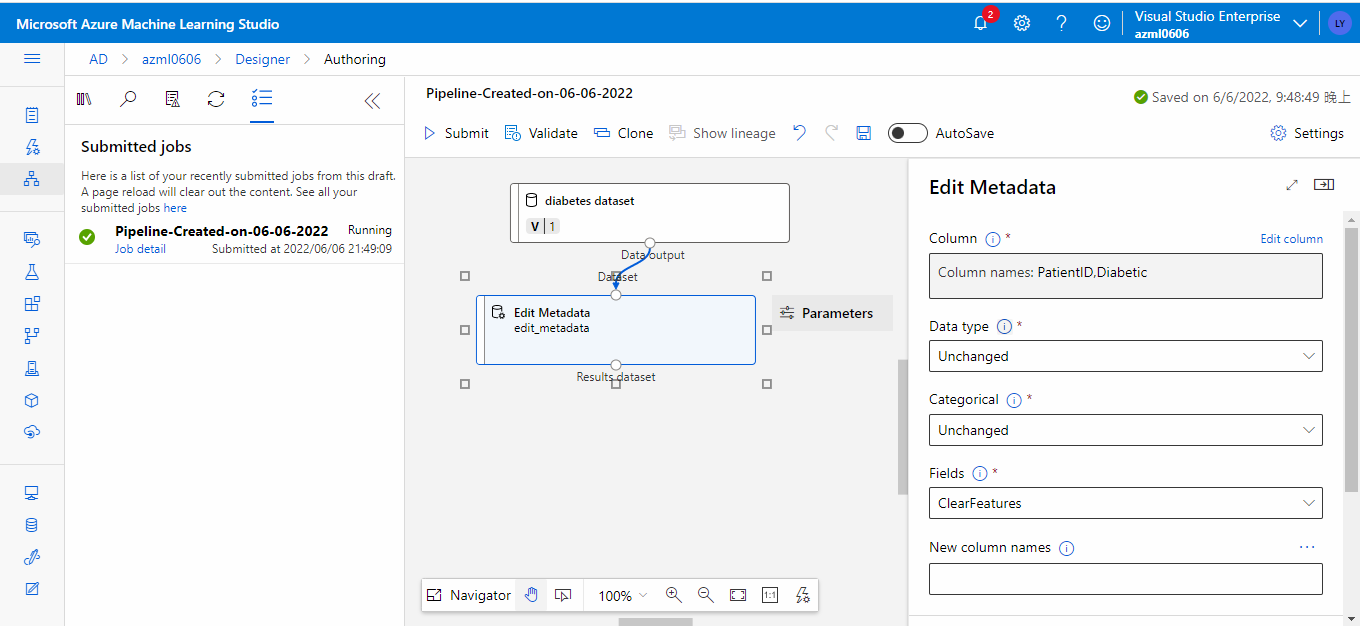 Microsoft Azure Machine Learning Studio
2
Visual Studio Enterprise
azml0606
LY
AD > azml0606 > Designer > Authoring
Submitted jobs
Here is a list of your recently submitted jobs from this draft.
A page reload will clear out the content. See all your
submitted jobs here
Pipeline-Created-on-06-06-2022 Running
Job detail Submitted at 2022/06/06 21:49:09
Pipeline-Created-on-06-06-2022
Saved on 6/6/2022, 9:48:49 晚上
Submit Validate Clone Show lineage AutoSave Settings
diabetes dataset
V 1
Data output
Dataset
Edit Metadata
edit_metadata
Results dataset
Parameters
Navigator 100% 1:1
Edit Metadata
Column * Edit column
Column names: PatientID,Diabetic
Data type *
Unchanged
Categorical *
Unchanged
Fields *
ClearFeatures
New column names ...